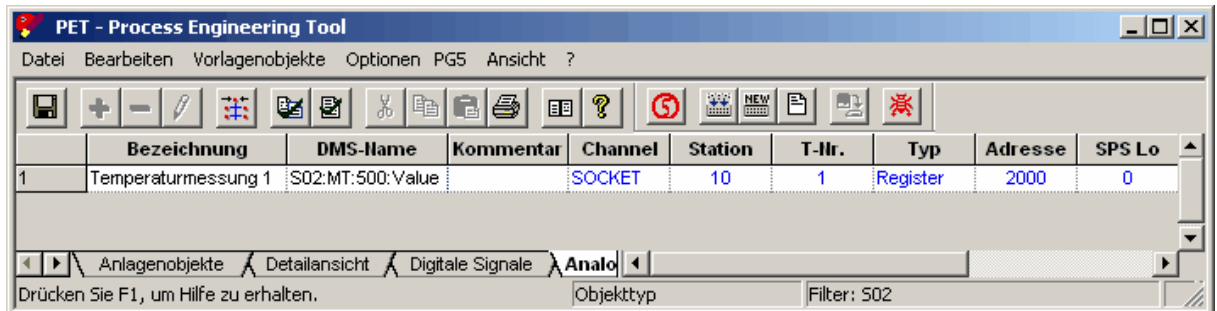 PET - Process Engineering Tool
Datei Bearbeiten Vorlagenobjekte Optionen PG5 Ansicht ?
NEW
Bezeichnung DMS-Name Kommentar Channel Station T-Nr. Typ Adresse SPS Lo
1 Temperaturmessung 1 S02:MT:500:Value SOCKET 10 1 Register 2000 0
Anlagenobjekte Detailansicht Digitale Signale Analo
Drücken Sie F1, um Hilfe zu erhalten. Objekttyp Filter: S02